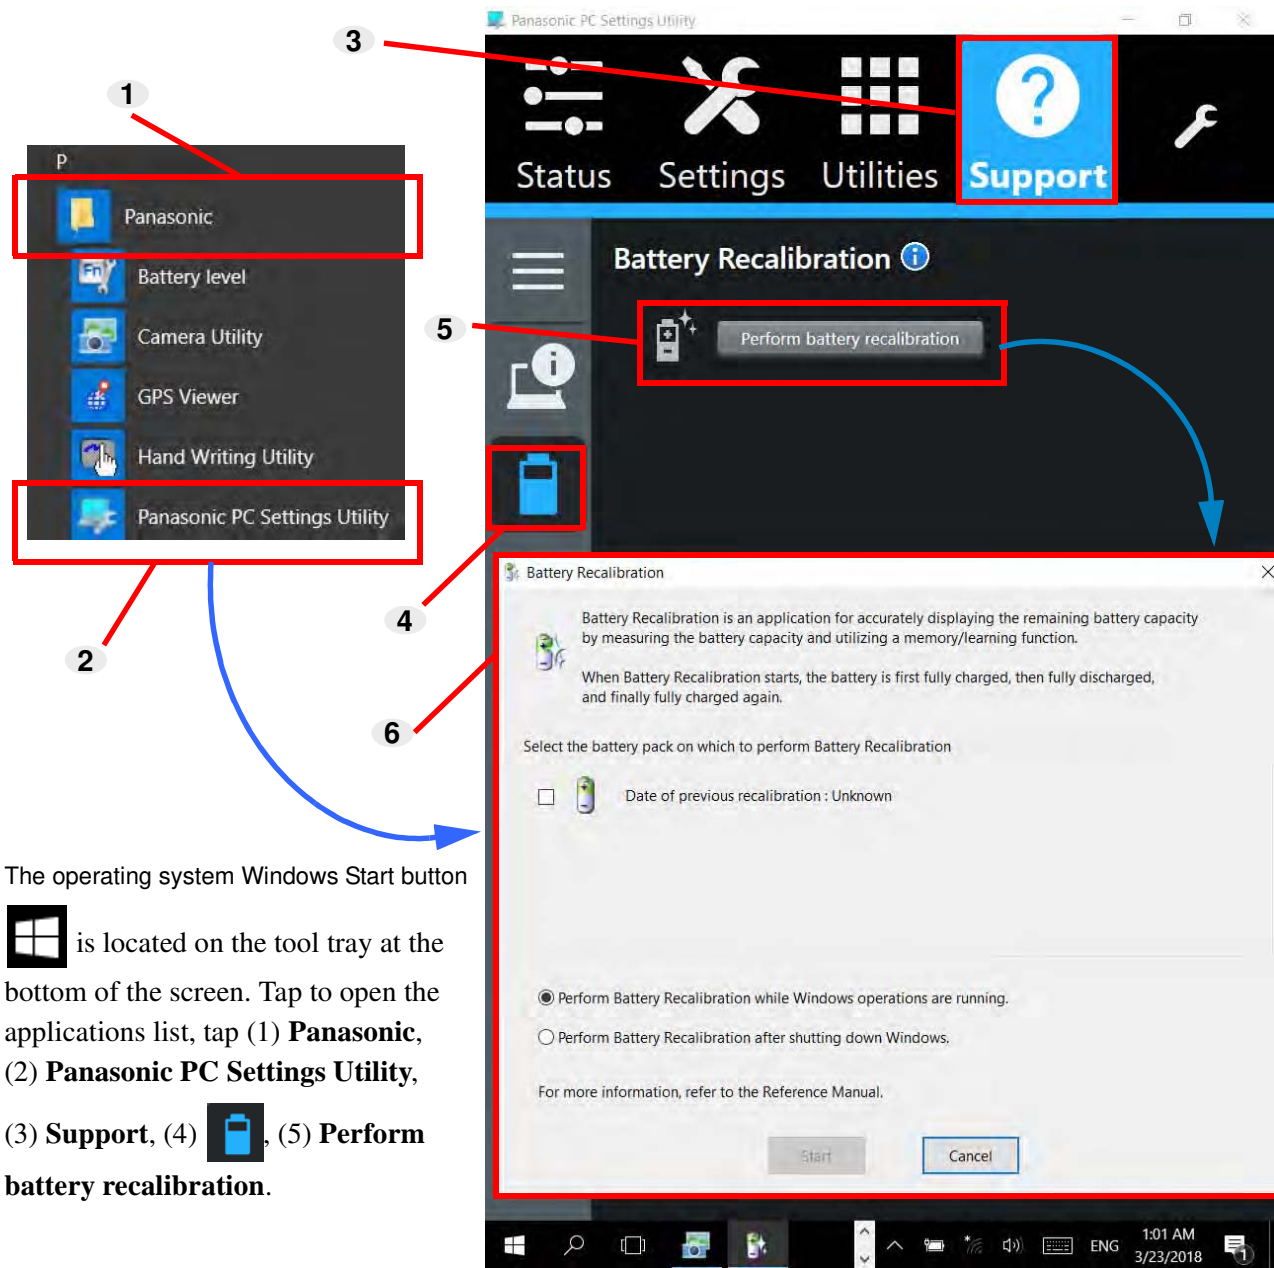 Panasonic PC Settings Utility
3
1
Status
Settings
Utilities
Support
P
Panasonic
Battery level
Camera Utility
GPS Viewer
Hand Writing Utility
Panasonic PC Settings Utility
2
Battery Recalibration
5
Perform battery recalibration
4
6
Battery Recalibration
Battery Recalibration is an application for accurately displaying the remaining battery capacity
by measuring the battery capacity and utilizing a memory/learning function.
When Battery Recalibration starts, the battery is first fully charged, then fully discharged,
and finally fully charged again.
Select the battery pack on which to perform Battery Recalibration
Date of previous recalibration : Unknown
Perform Battery Recalibration while Windows operations are running.
Perform Battery Recalibration after shutting down Windows.
For more information, refer to the Reference Manual.
Start
Cancel
The operating system Windows Start button
is located on the tool tray at the
bottom of the screen. Tap to open the
applications list, tap (1) Panasonic,
(2) Panasonic PC Settings Utility,
(3) Support, (4) , (5) Perform
battery recalibration.
ENG
1:01 AM
3/23/2018
1